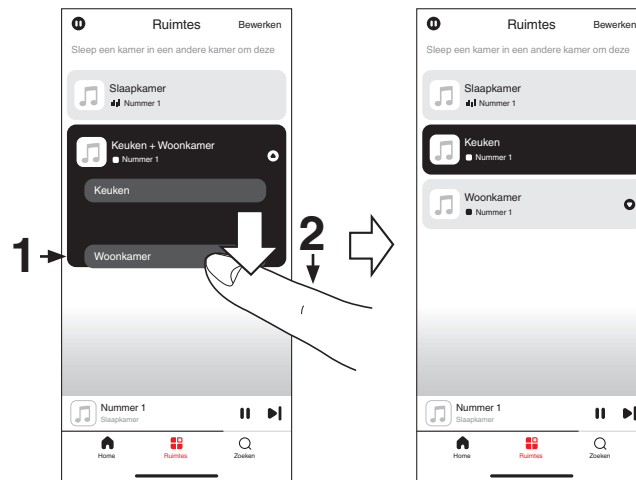 Ruimtes Bewerken
Sleep een kamer in een andere kamer om deze
Slaapkamer
Nummer 1
Keuken + Woonkamer
Nummer 1
Keuken
Woonkamer
1
2
Nummer 1
Slaapkamer
Home Ruimtes Zoeken
Ruimtes Bewerken
Sleep een kamer in een andere kamer om deze
Slaapkamer
Nummer 1
Keuken
Nummer 1
Woonkamer
Nummer 1
Nummer 1
Slaapkamer
Home Ruimtes Zoeken